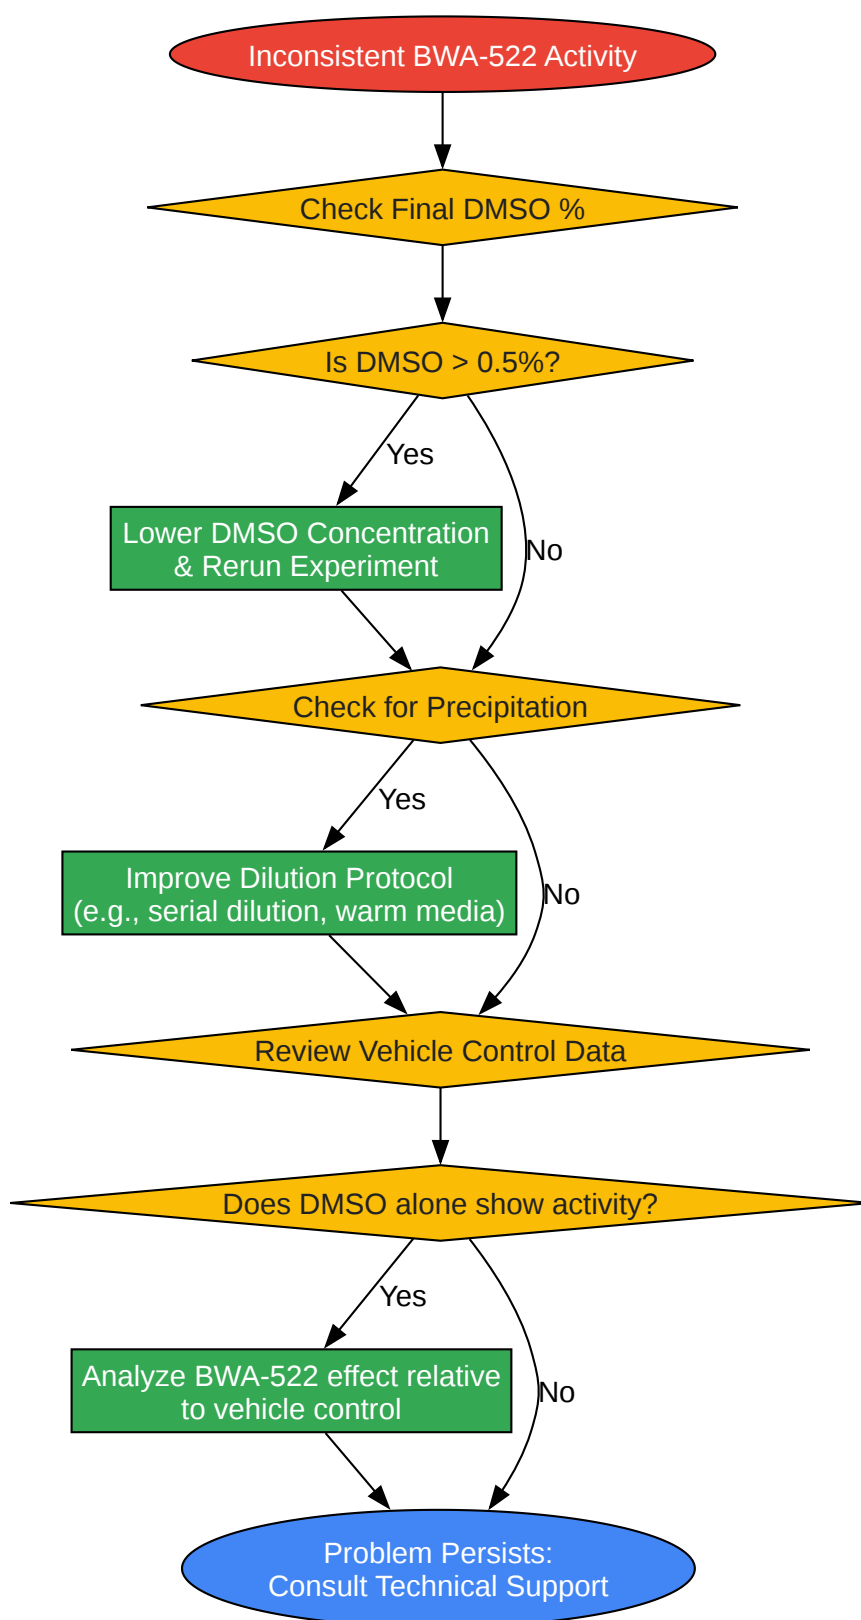 Inconsistent BWA-522 Activity
Check Final DMSO %
Is DMSO > 0.5%?
Yes
Lower DMSO Concentration
& Rerun Experiment
No
Check for Precipitation
Yes
Improve Dilution Protocol
(e.g., serial dilution, warm media)
No
Review Vehicle Control Data
Does DMSO alone show activity?
Yes
Analyze BWA-522 effect relative
to vehicle control
No
Problem Persists:
Consult Technical Support